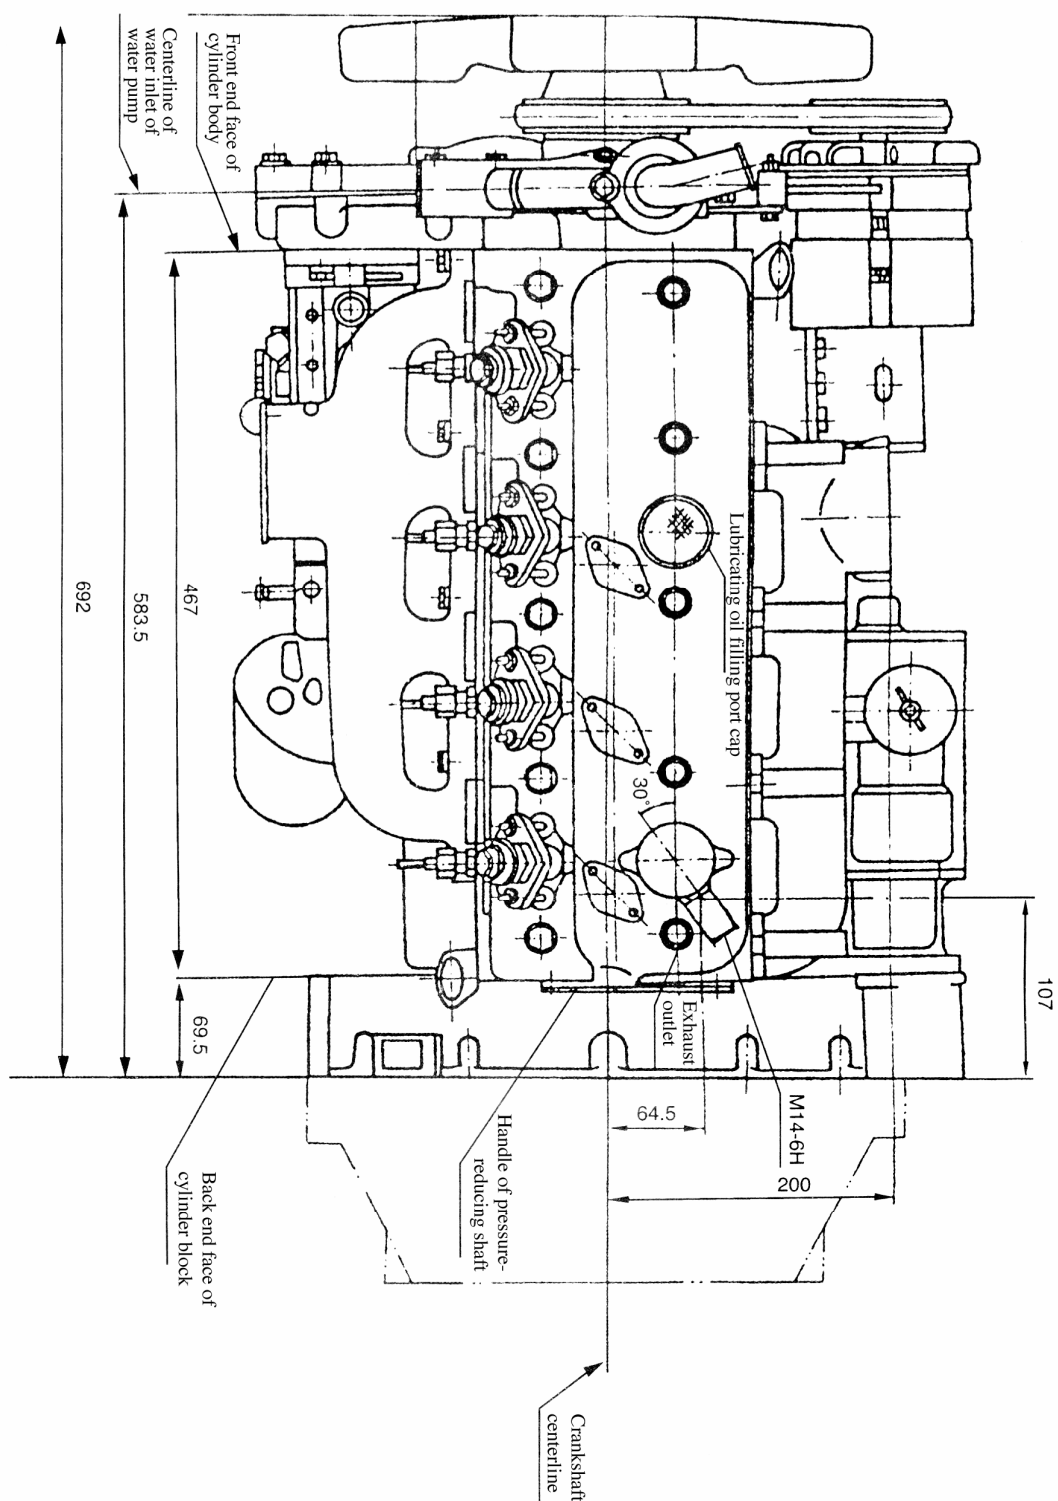 Centerline of
water inlet of
water pump
Front end face of
cylinder body
692
583.5
467
69.5
Lubricating oil filling port cap
30°
107
Exhaust
outlet
M14-6H
64.5
200
Handle of pressure-
reducing shaft
Back end face of
cylinder block
Crankshaft
centerline